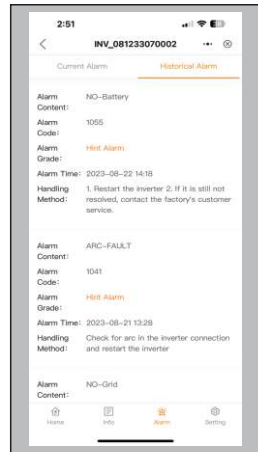 2:51
INV_081233070002
Current Alarm Historical Alarm
Alarm Content: NO-Battery
Alarm Code: 1055
Alarm Grade: Hint Alarm
Alarm Time: 2023-08-22 14:18
Handling Method: 1. Restart the inverter 2. If it is still not
resolved, contact the factory's customer
service.
Alarm Content: ARC-FAULT
Alarm Code: 1041
Alarm Grade: Hint Alarm
Alarm Time: 2023-08-21 13:28
Handling Method: Check for arc in the inverter connection
and restart the inverter
Alarm Content: NO-Grid
Home Info Alarm Setting